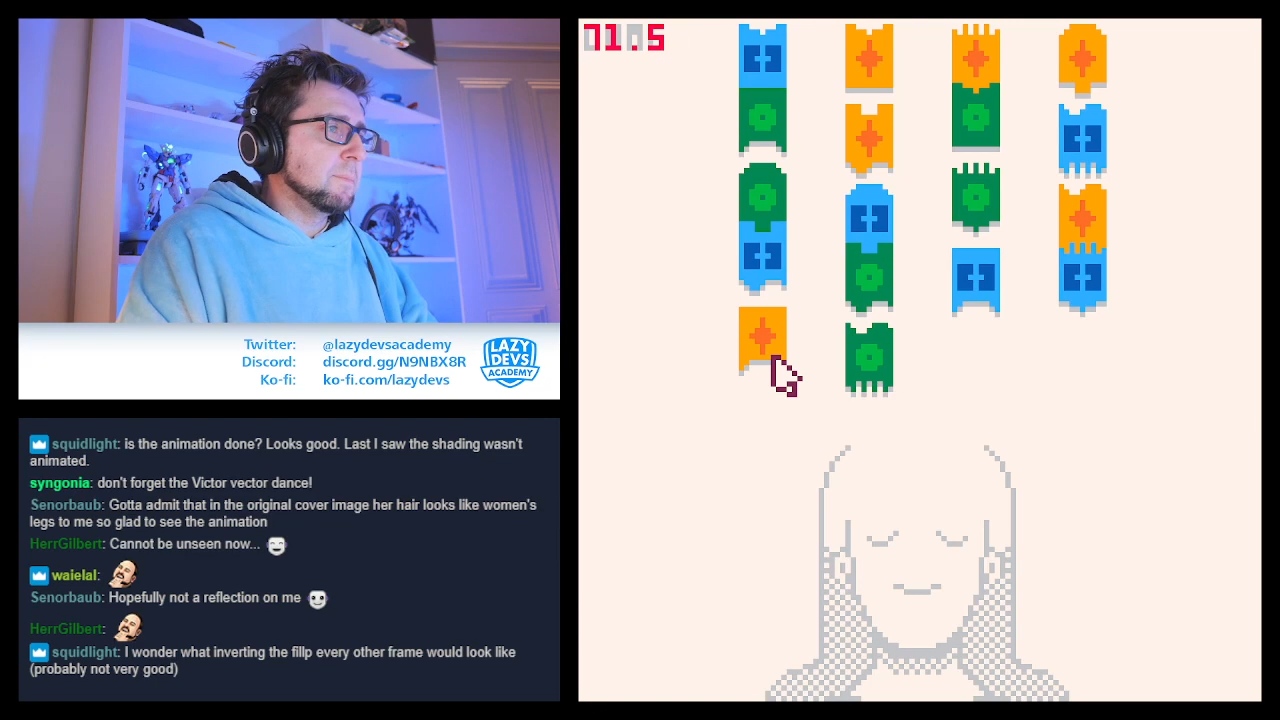 71.5
Twitter: @lazydevsacademy
Discord: discord.gg/N9NBX8R
Ko-fi: ko-fi.com/lazydevs
LAZY
DEVS
ACADEMY
squidlight: is the animation done? Looks good. Last I saw the shading wasn't
animated.
syngonia: don't forget the Victor vector dance!
Senorbaub: Gotta admit that in the original cover image her hair looks like women's
legs to me so glad to see the animation
HerrGilbert: Cannot be unseen now...
waielal:
Senorbaub: Hopefully not a reflection on me
HerrGilbert:
squidlight: I wonder what inverting the fillp every other frame would look like
(probably not very good)